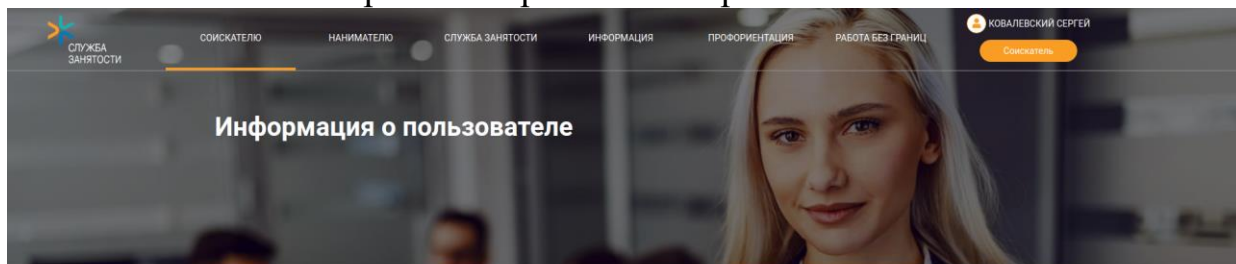 СЛУЖБА
ЗАНЯТОСТИ
СОИСКАТЕЛЮ
НАНИМАТЕЛЮ
СЛУЖБА ЗАНЯТОСТИ
ИНФОРМАЦИЯ
ПРОФОРИЕНТАЦИЯ
РАБОТА БЕЗ ГРАНИЦ
КОВАЛЕВСКИЙ СЕРГЕЙ
Соискатель
Информация о пользователе